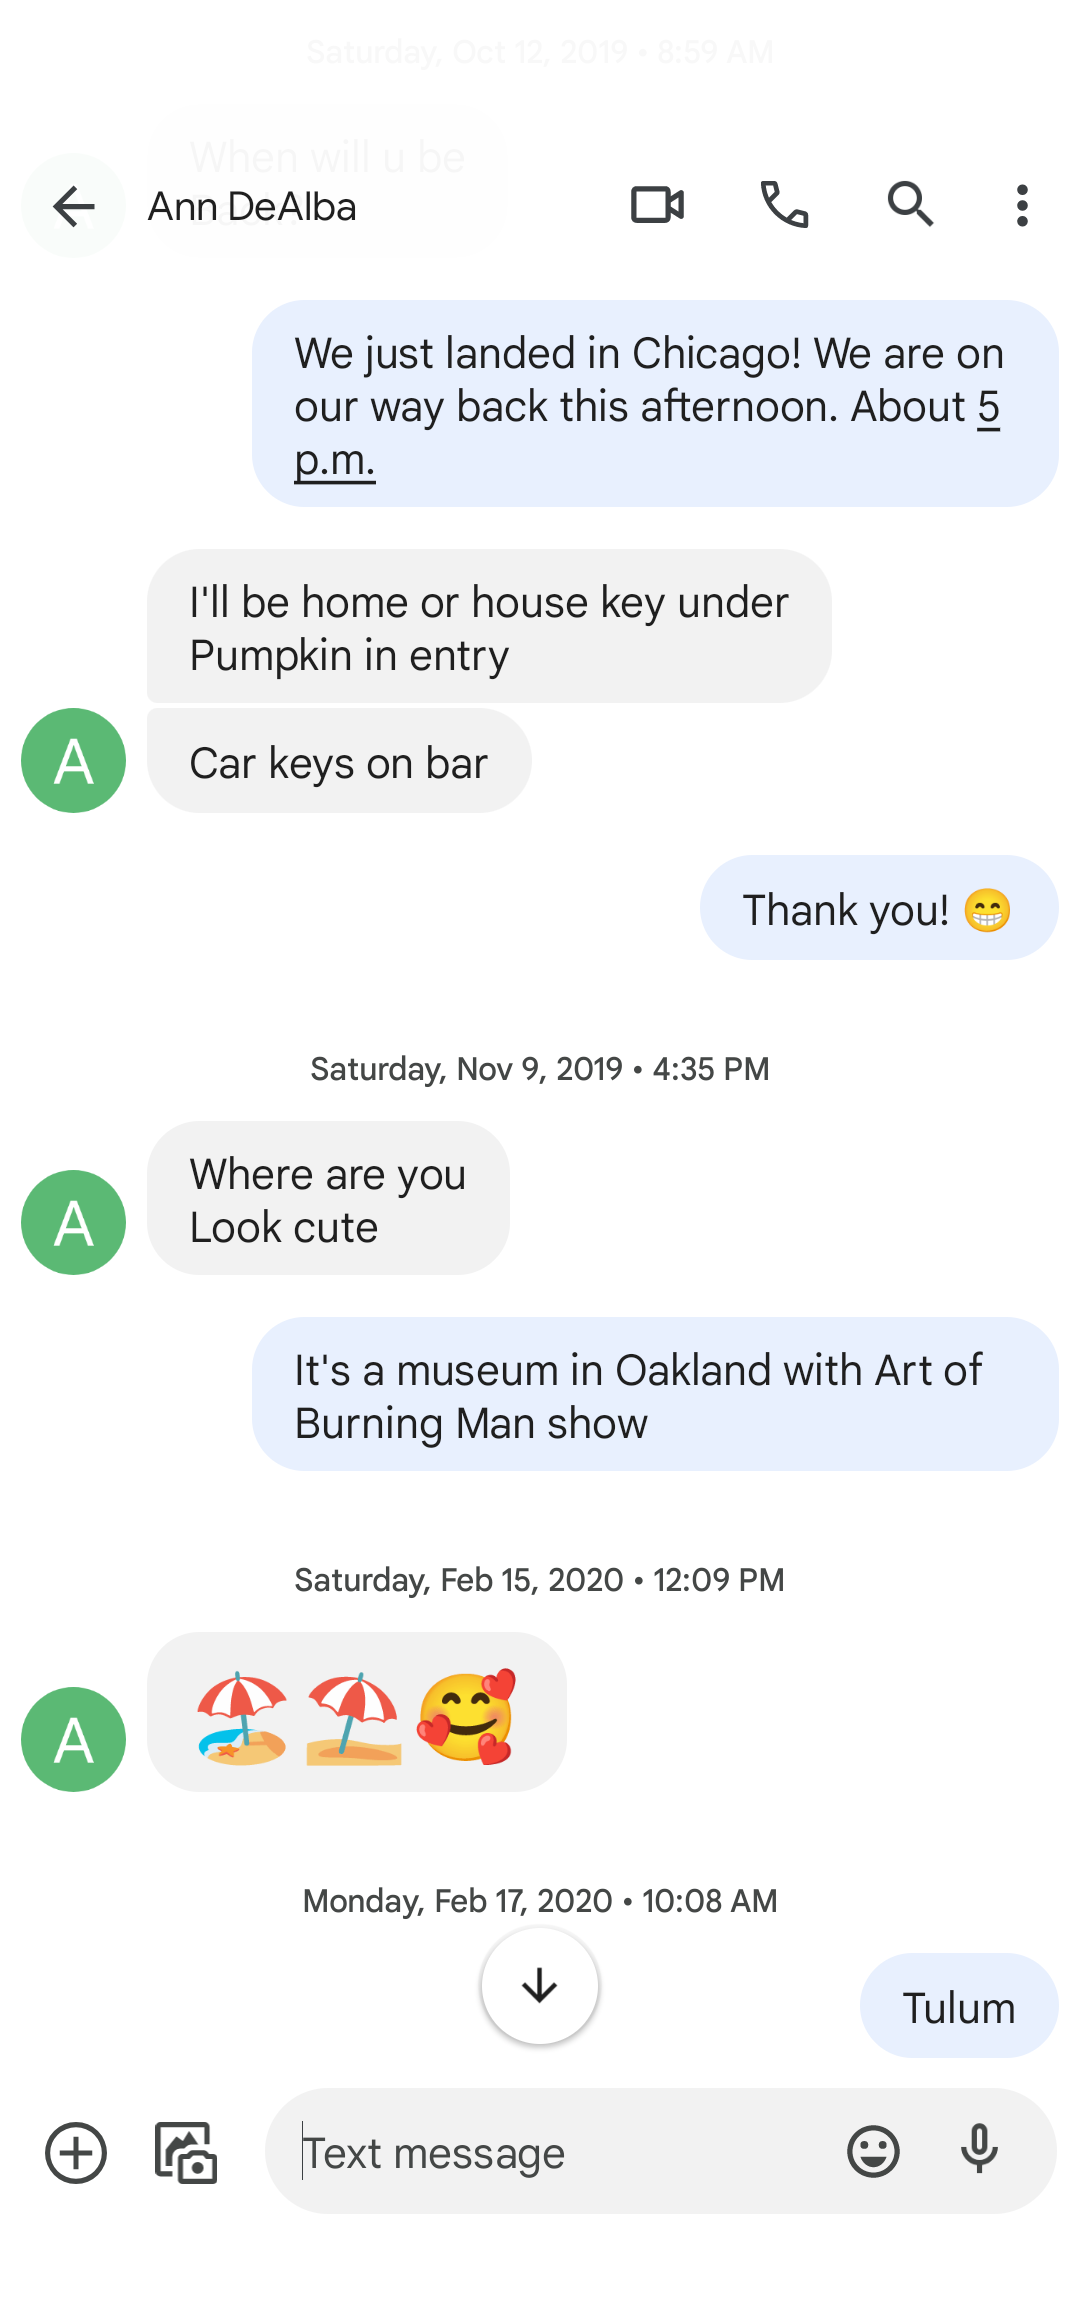 Saturday, Oct 12, 2019 • 8:59 AM
When will u be
Ann DeAlba
We just landed in Chicago! We are on
our way back this afternoon. About 5
p.m.
I'll be home or house key under
Pumpkin in entry
A
Car keys on bar
Thank you! 😁
Saturday, Nov 9, 2019 • 4:35 PM
Where are you
Look cute
A
It's a museum in Oakland with Art of
Burning Man show
Saturday, Feb 15, 2020 • 12:09 PM
🏖️⛱️🥰
A
Monday, Feb 17, 2020 • 10:08 AM
Tulum
Text message